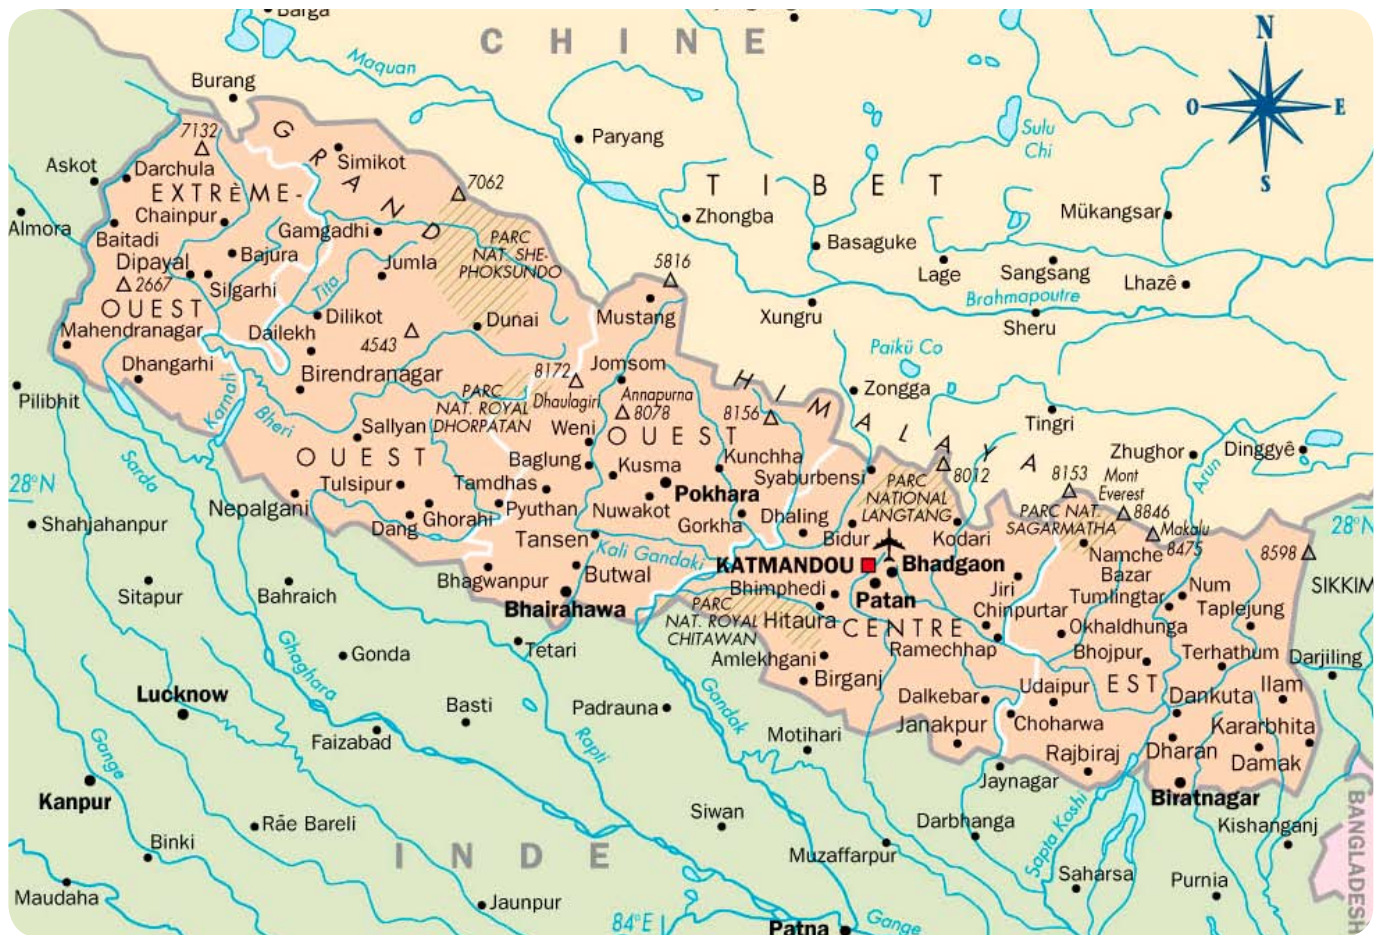 Barga
CHINE
N
Maquan
Burang
O
E
S
7132
GRAND
Paryang
Sulu
Chi
Askot
Darchula
Simikot
EXTRÈME-
7062
TIBET
Almora
Chainpur
Gamgadhi
Zhongba
Mükangsar
Baitadi
PARC
NAT. SHE-
PHOKSUNDO
Basaguke
Dipayal
Bajura
Jumla
5816
Lage
Sangsang
Lhazê
2667
Silgarhi
Tita
Brahmapoutre
OUEST
Dilikot
Dunai
Mustang
Xungru
Sheru
Mahendranagar
Dailekh
4543
Paikü Co
Dhangarhi
Birendranagar
8172
Jomsom
HIMALAYA
Zongga
Pilibhit
Karnali
Bheri
PARC
NAT. ROYAL
DHORPATAN
Dhaulagiri
Annapurna
8078
8156
Tingri
Sallyan
Weni
OUEST
Zhughor
Dinggyê
OUEST
Baglung
Kusma
Kunchha
Syaburbensi
8012
8153
Mont
Everest
8846
Arun
Sarda
28°N
Tulsipur
Tamdhas
Pokhara
PARC
NATIONAL
LANGTANG
PARC NAT.
SAGARMATHA
Makalu
8475
28°N
Nepalgani
Pyuthan
Nuwakot
Gorkha
Dhaling
Shahjahanpur
Dang
Ghorahi
Tansen
Bidur
Kodari
Namche
Bazar
8598
Kali Gandaki
KATMANDOU
Bhadgaon
Sitapur
Bahraich
Bhagwanpur
Butwal
Bhimphedi
Jiri
Num
SIKKIM
Bhairahawa
PARC
NAT. ROYAL
CHITAWAN
Patan
Chinpurtar
Tumlingtar
Taplejung
Hitaura
CENTRE
Okhaldhunga
Gonda
Tetari
Amlekhgani
Ramechhap
Bhojpur
Terhathum
Darjiling
Ghaghara
Lucknow
Birganj
Udaipur
EST
Dankuta
Ilam
Basti
Padrauna
Gandak
Dalkebar
Choharwa
Kararbhita
Faizabad
Rapti
Motihari
Janakpur
Rajbiraj
Dharan
Damak
Gange
Jaynagar
Kanpur
Biratnagar
Sapta Koshi
BANGLADESH
Siwan
Darbhanga
Kishanganj
Binki
Râe Bareli
INDE
Muzaffarpur
Saharsa
Purnia
Maudaha
Jaunpur
84°E
Patna
Gange